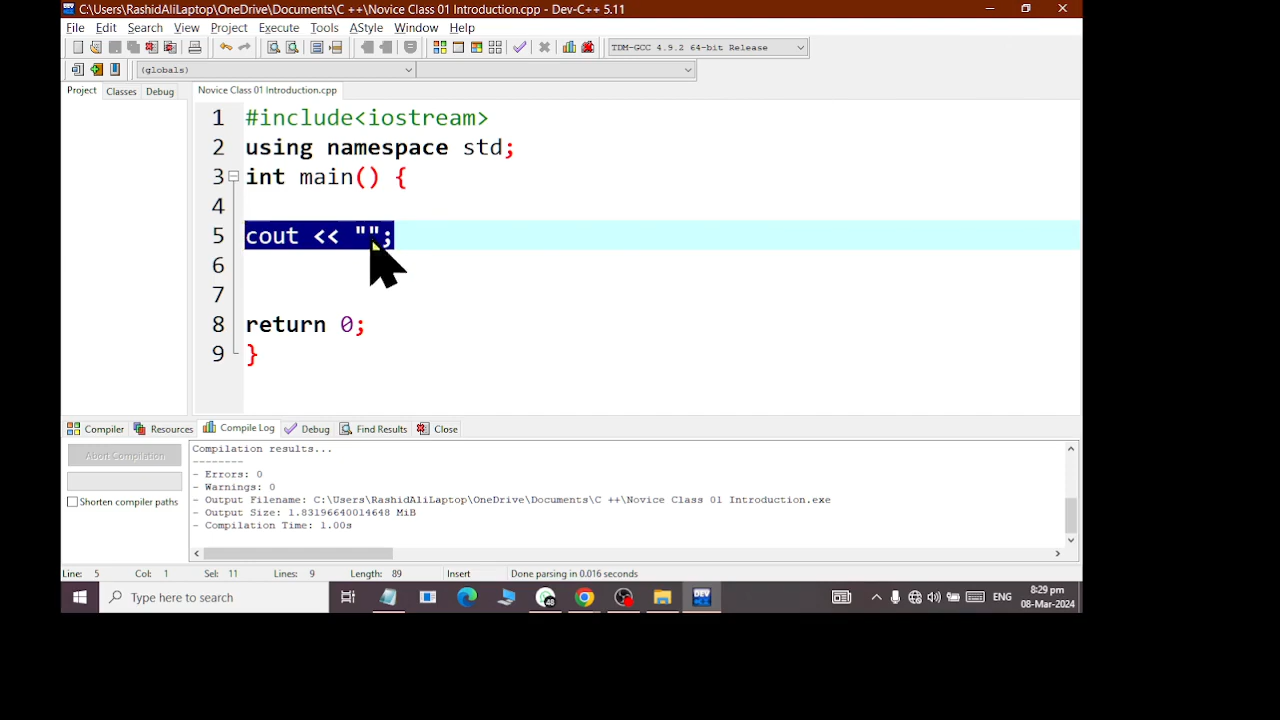 C:\Users\RashidAliLaptop\OneDrive\Documents\C ++\Novice Class 01 Introduction.cpp - Dev-C++ 5.11
File Edit Search View Project Execute Tools AStyle Window Help
TDM-GCC 4.9.2 64-bit Release
(globals)
Project Classes Debug
Novice Class 01 Introduction.cpp
1 #include<iostream>
2 using namespace std;
3 int main() {
4
5 cout << "";
6
7
8 return 0;
9 }
Compiler Resources Compile Log Debug Find Results Close
Abort Compilation
Shorten compiler paths
Compilation results...
--------
- Errors: 0
- Warnings: 0
- Output Filename: C:\Users\RashidAliLaptop\OneDrive\Documents\C ++\Novice Class 01 Introduction.exe
- Output Size: 1.83196640014648 MiB
- Compilation Time: 1.00s
Line: 5 Col: 1 Sel: 11 Lines: 9 Length: 89 Insert Done parsing in 0.016 seconds
Type here to search
48
DEV
ENG
8:29 pm
08-Mar-2024